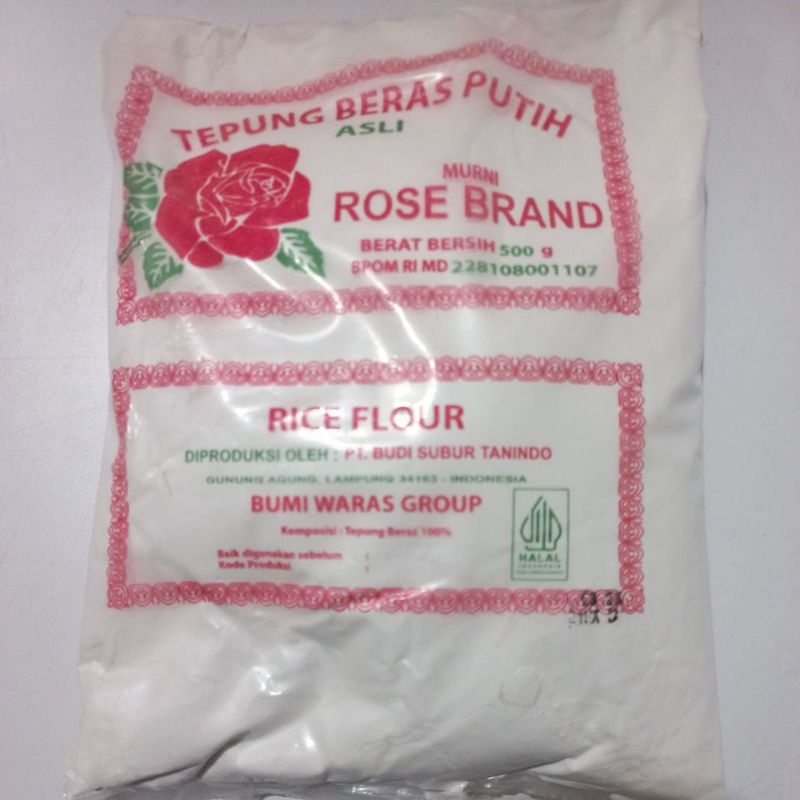 TEPUNG BERAS PUTIH
ASLI
MURNI
ROSE BRAND
BERAT BERSIH 500 g
BPOM RI MD 228108001107
RICE FLOUR
DIPRODUKSI OLEH : PT. BUDI SUBUR TANINDO
GUNUNG AGUNG, LAMPUNG 34163 - INDONESIA
BUMI WARAS GROUP
Komposisi : Tepung Beras 100%
Baik digunakan sebelum :
Kode Produksi :
HALAL
INDONESIA